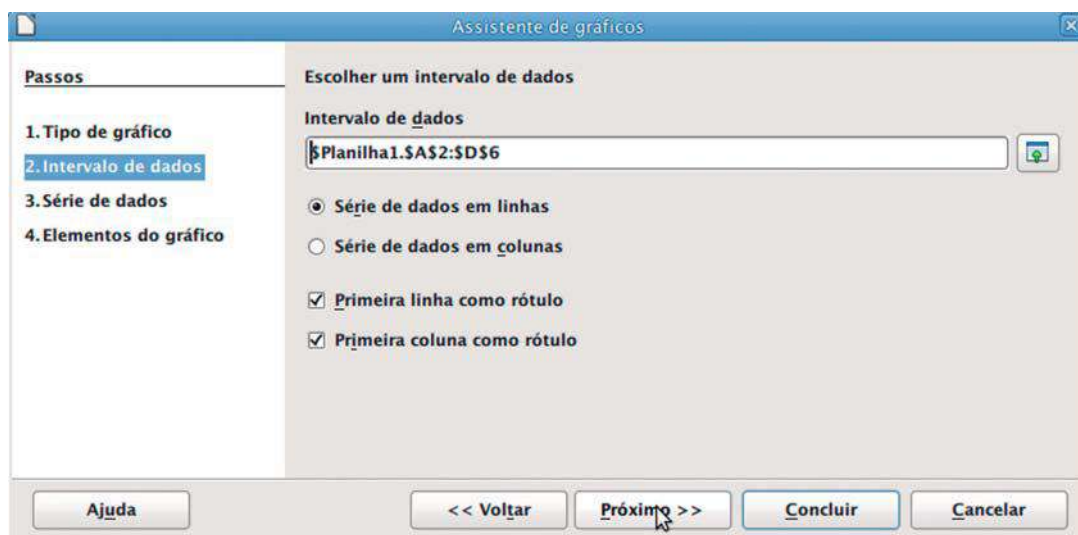 Assistente de gráficos
Passos
1. Tipo de gráfico
2. Intervalo de dados
3. Série de dados
4. Elementos do gráfico
Escolher um intervalo de dados
Intervalo de dados
$Planilha1.$A$2:$D$6
Série de dados em linhas
Série de dados em colunas
Primeira linha como rótulo
Primeira coluna como rótulo
Ajuda << Voltar Próximo >> Concluir Cancelar